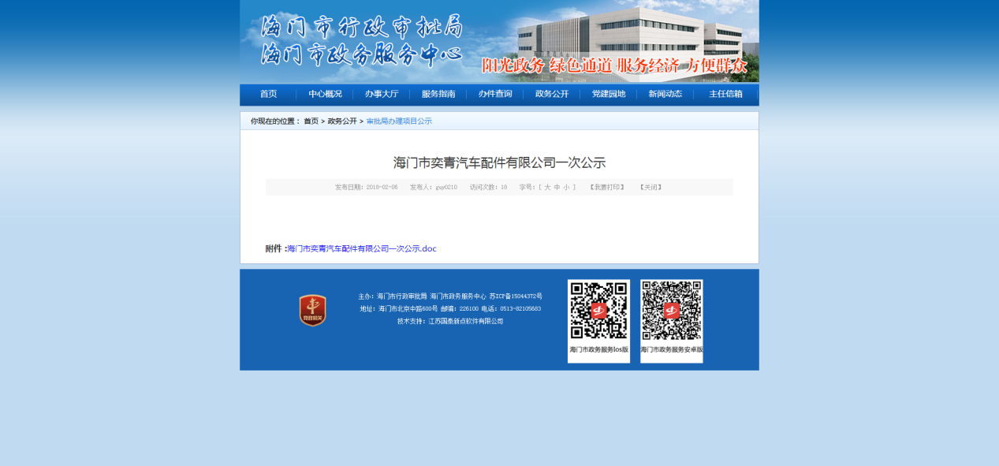 海门市行政审批局
海门市政务服务中心
阳光政务 绿色通道 服务经济 方便群众
首页 中心概况 办事大厅 服务指南 办件查询 政务公开 党建园地 新闻动态 主任信箱
你现在的位置： 首页 > 政务公开 > 审批局办理项目公示
海门市奕青汽车配件有限公司一次公示
发布日期：2018-02-06 发布人：guy0210 访问次数：18 字号：[ 大 中 小 ] 【我要打印】 【关闭】
附件 :海门市奕青汽车配件有限公司一次公示.doc
党政机关
主办：海门市行政审批局 海门市政务服务中心 苏ICP备15044372号
地址：海门市北京中路600号 邮编：226100 电话：0513-82105683
技术支持：江苏国泰新点软件有限公司
海门市政务服务Ios版
海门市政务服务安卓版